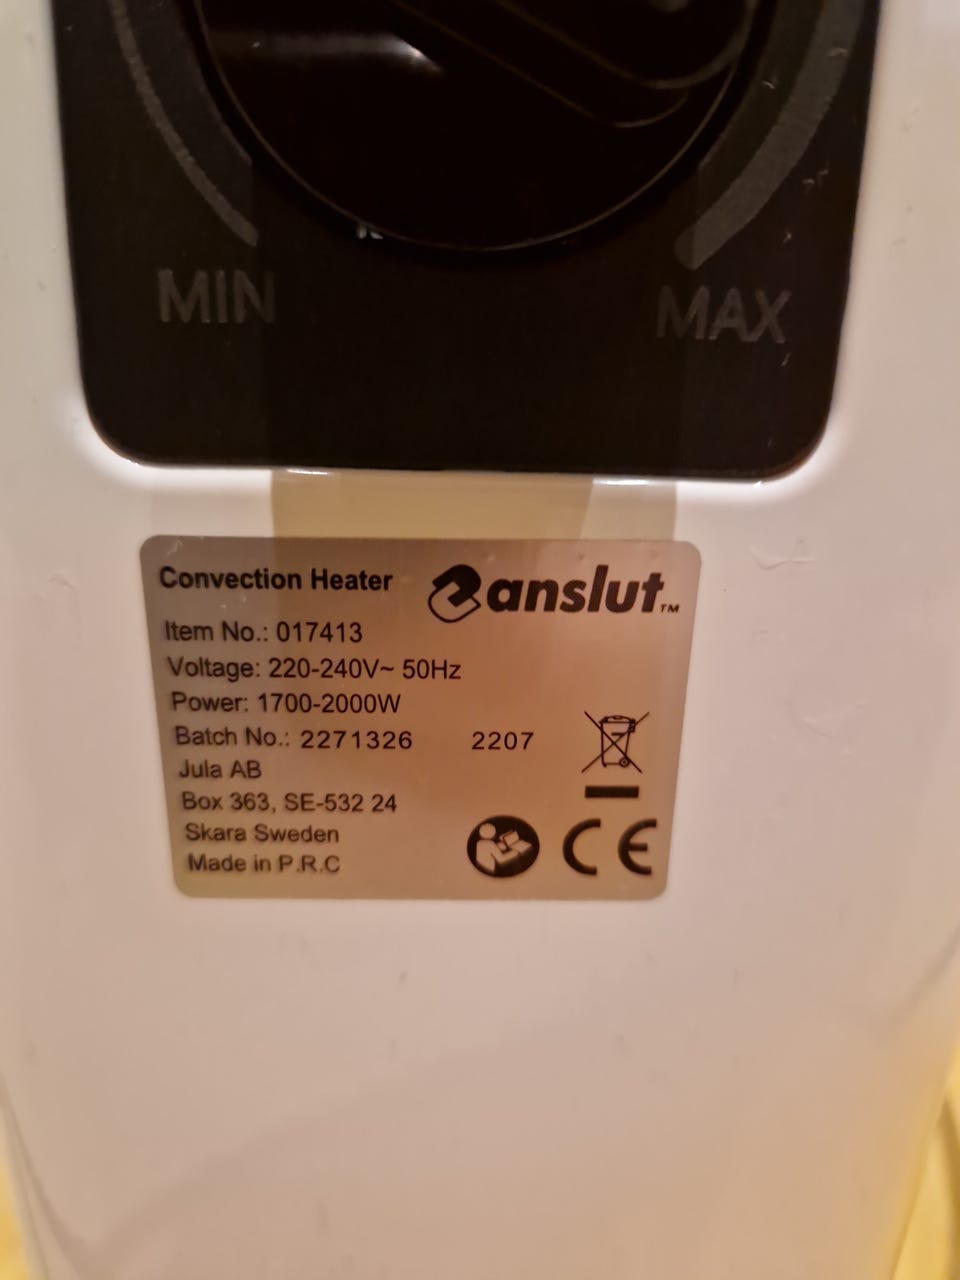 MIN
MAX
Convection Heater
anslut™
Item No.: 017413
Voltage: 220-240V~ 50Hz
Power: 1700-2000W
Batch No.: 2271326 2207
Jula AB
Box 363, SE-532 24
Skara Sweden
Made in P.R.C
CE